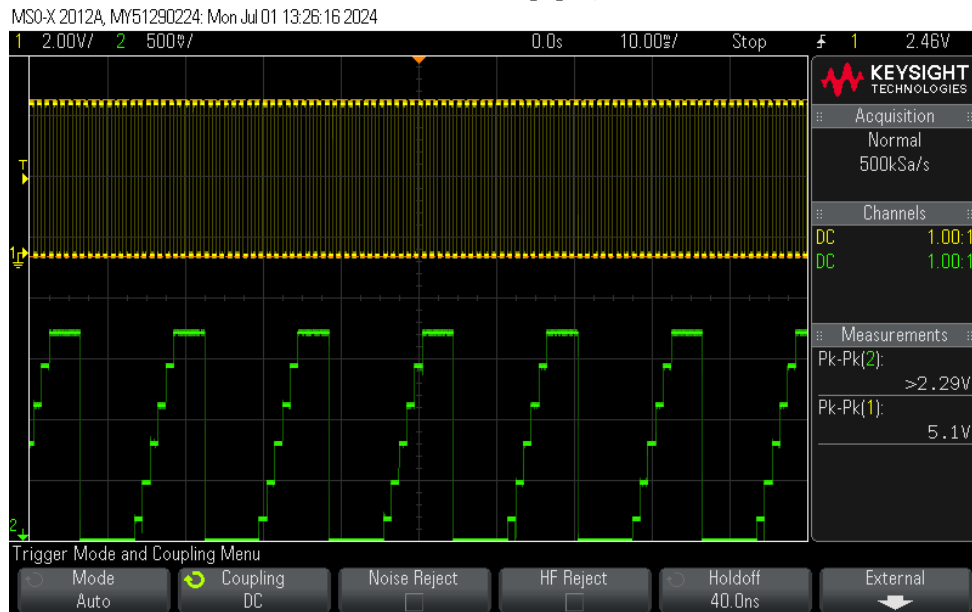 MSO-X 2012A, MY51290224: Mon Jul 01 13:26:16 2024
1 2.00V/ 2 500♉/ 0.0s 10.00ms/ Stop 1 2.46V
KEYSIGHT
TECHNOLOGIES
Acquisition
Normal
500kSa/s
Channels
DC 1.00:1
DC 1.00:1
Measurements
Pk-Pk(2):
>2.29V
Pk-Pk(1):
5.1V
T
1
2
Trigger Mode and Coupling Menu
Mode Coupling Noise Reject HF Reject Holdoff External
Auto DC 40.0ns